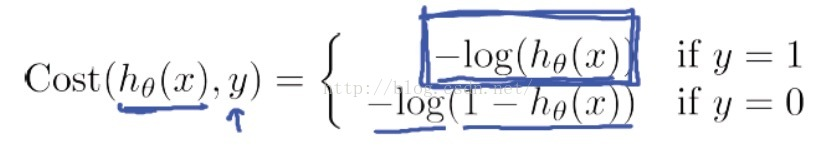 Cost(hθ(x), y) = { −log(hθ(x)) if y = 1
−log(1 − hθ(x)) if y = 0
http://blog.csdn.net/